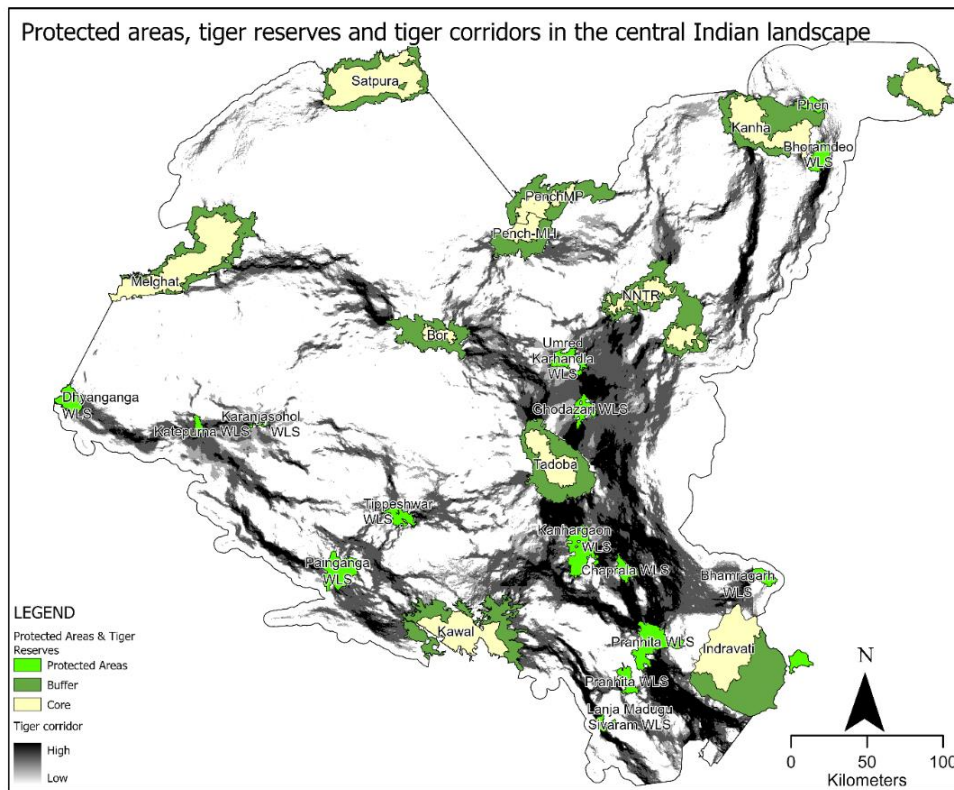 Protected areas, tiger reserves and tiger corridors in the central Indian landscape
Satpura
Phen
Kanha
Bhoramdeo
WLS
PenchMP
Pench-MH
Melghat
NNTR
Bor
Umred
Karhandla
WLS
Dhyanganga
WLS
Ghodazari WLS
Karanjasohol
WLS
Katepurna WLS
Tadoba
Tippeshwar
WLS
Kanhargaon
WLS
Painganga
WLS
Chaprala WLS
Bhamragarh
WLS
Kawal
Pranhita WLS
Indravati
Pranhita WLS
Lanja Madugu
Sivaram WLS
LEGEND
Protected Areas & Tiger
Reserves
Protected Areas
Buffer
Core
Tiger corridor
High
Low
N
0 50 100
Kilometers